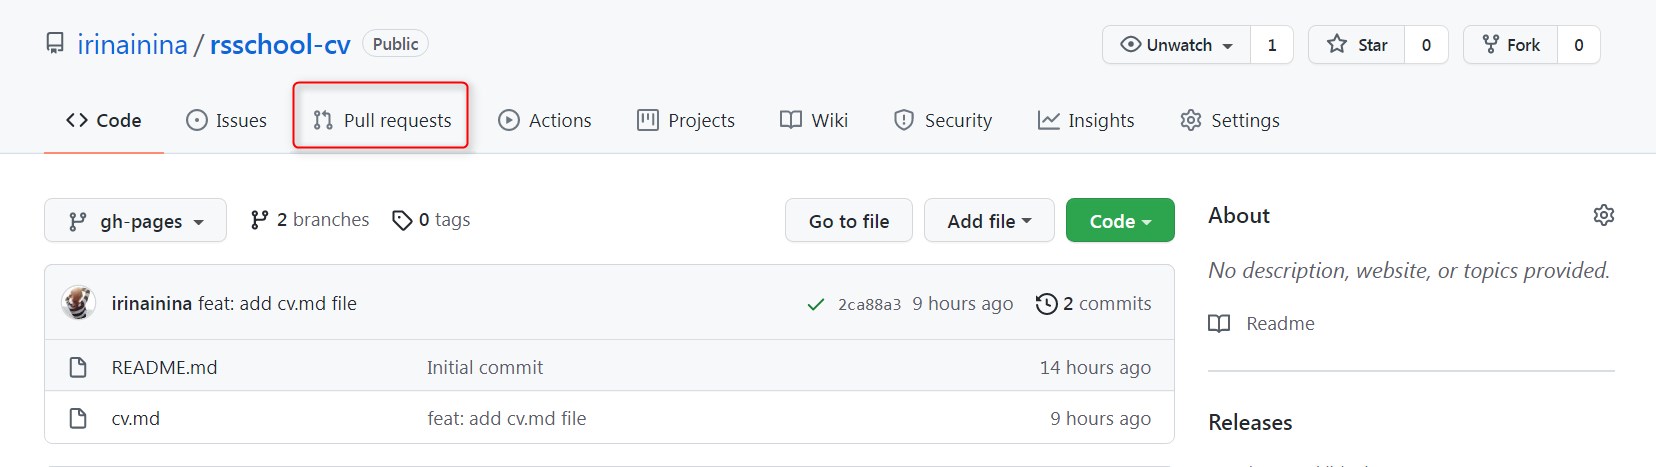 irinainina / rsschool-cv Public Unwatch 1 Star 0 Fork 0
Code Issues Pull requests Actions Projects Wiki Security Insights Settings
gh-pages 2 branches 0 tags Go to file Add file Code About
No description, website, or topics provided.
irinainina feat: add cv.md file 2ca88a3 9 hours ago 2 commits
Readme
README.md Initial commit 14 hours ago
cv.md feat: add cv.md file 9 hours ago
Releases